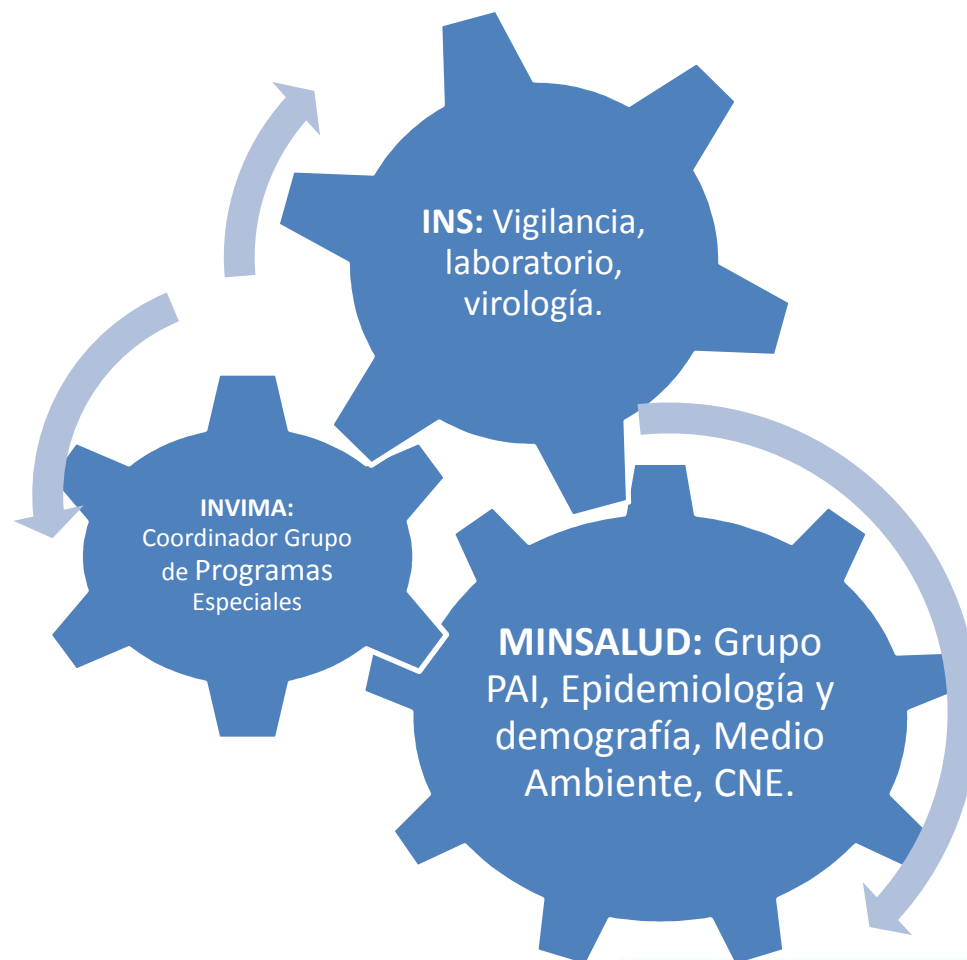 INS: Vigilancia,
laboratorio,
virología.
INVIMA:
Coordinador Grupo
de Programas
Especiales
MINSALUD: Grupo
PAI, Epidemiología y
demografía, Medio
Ambiente, CNE.